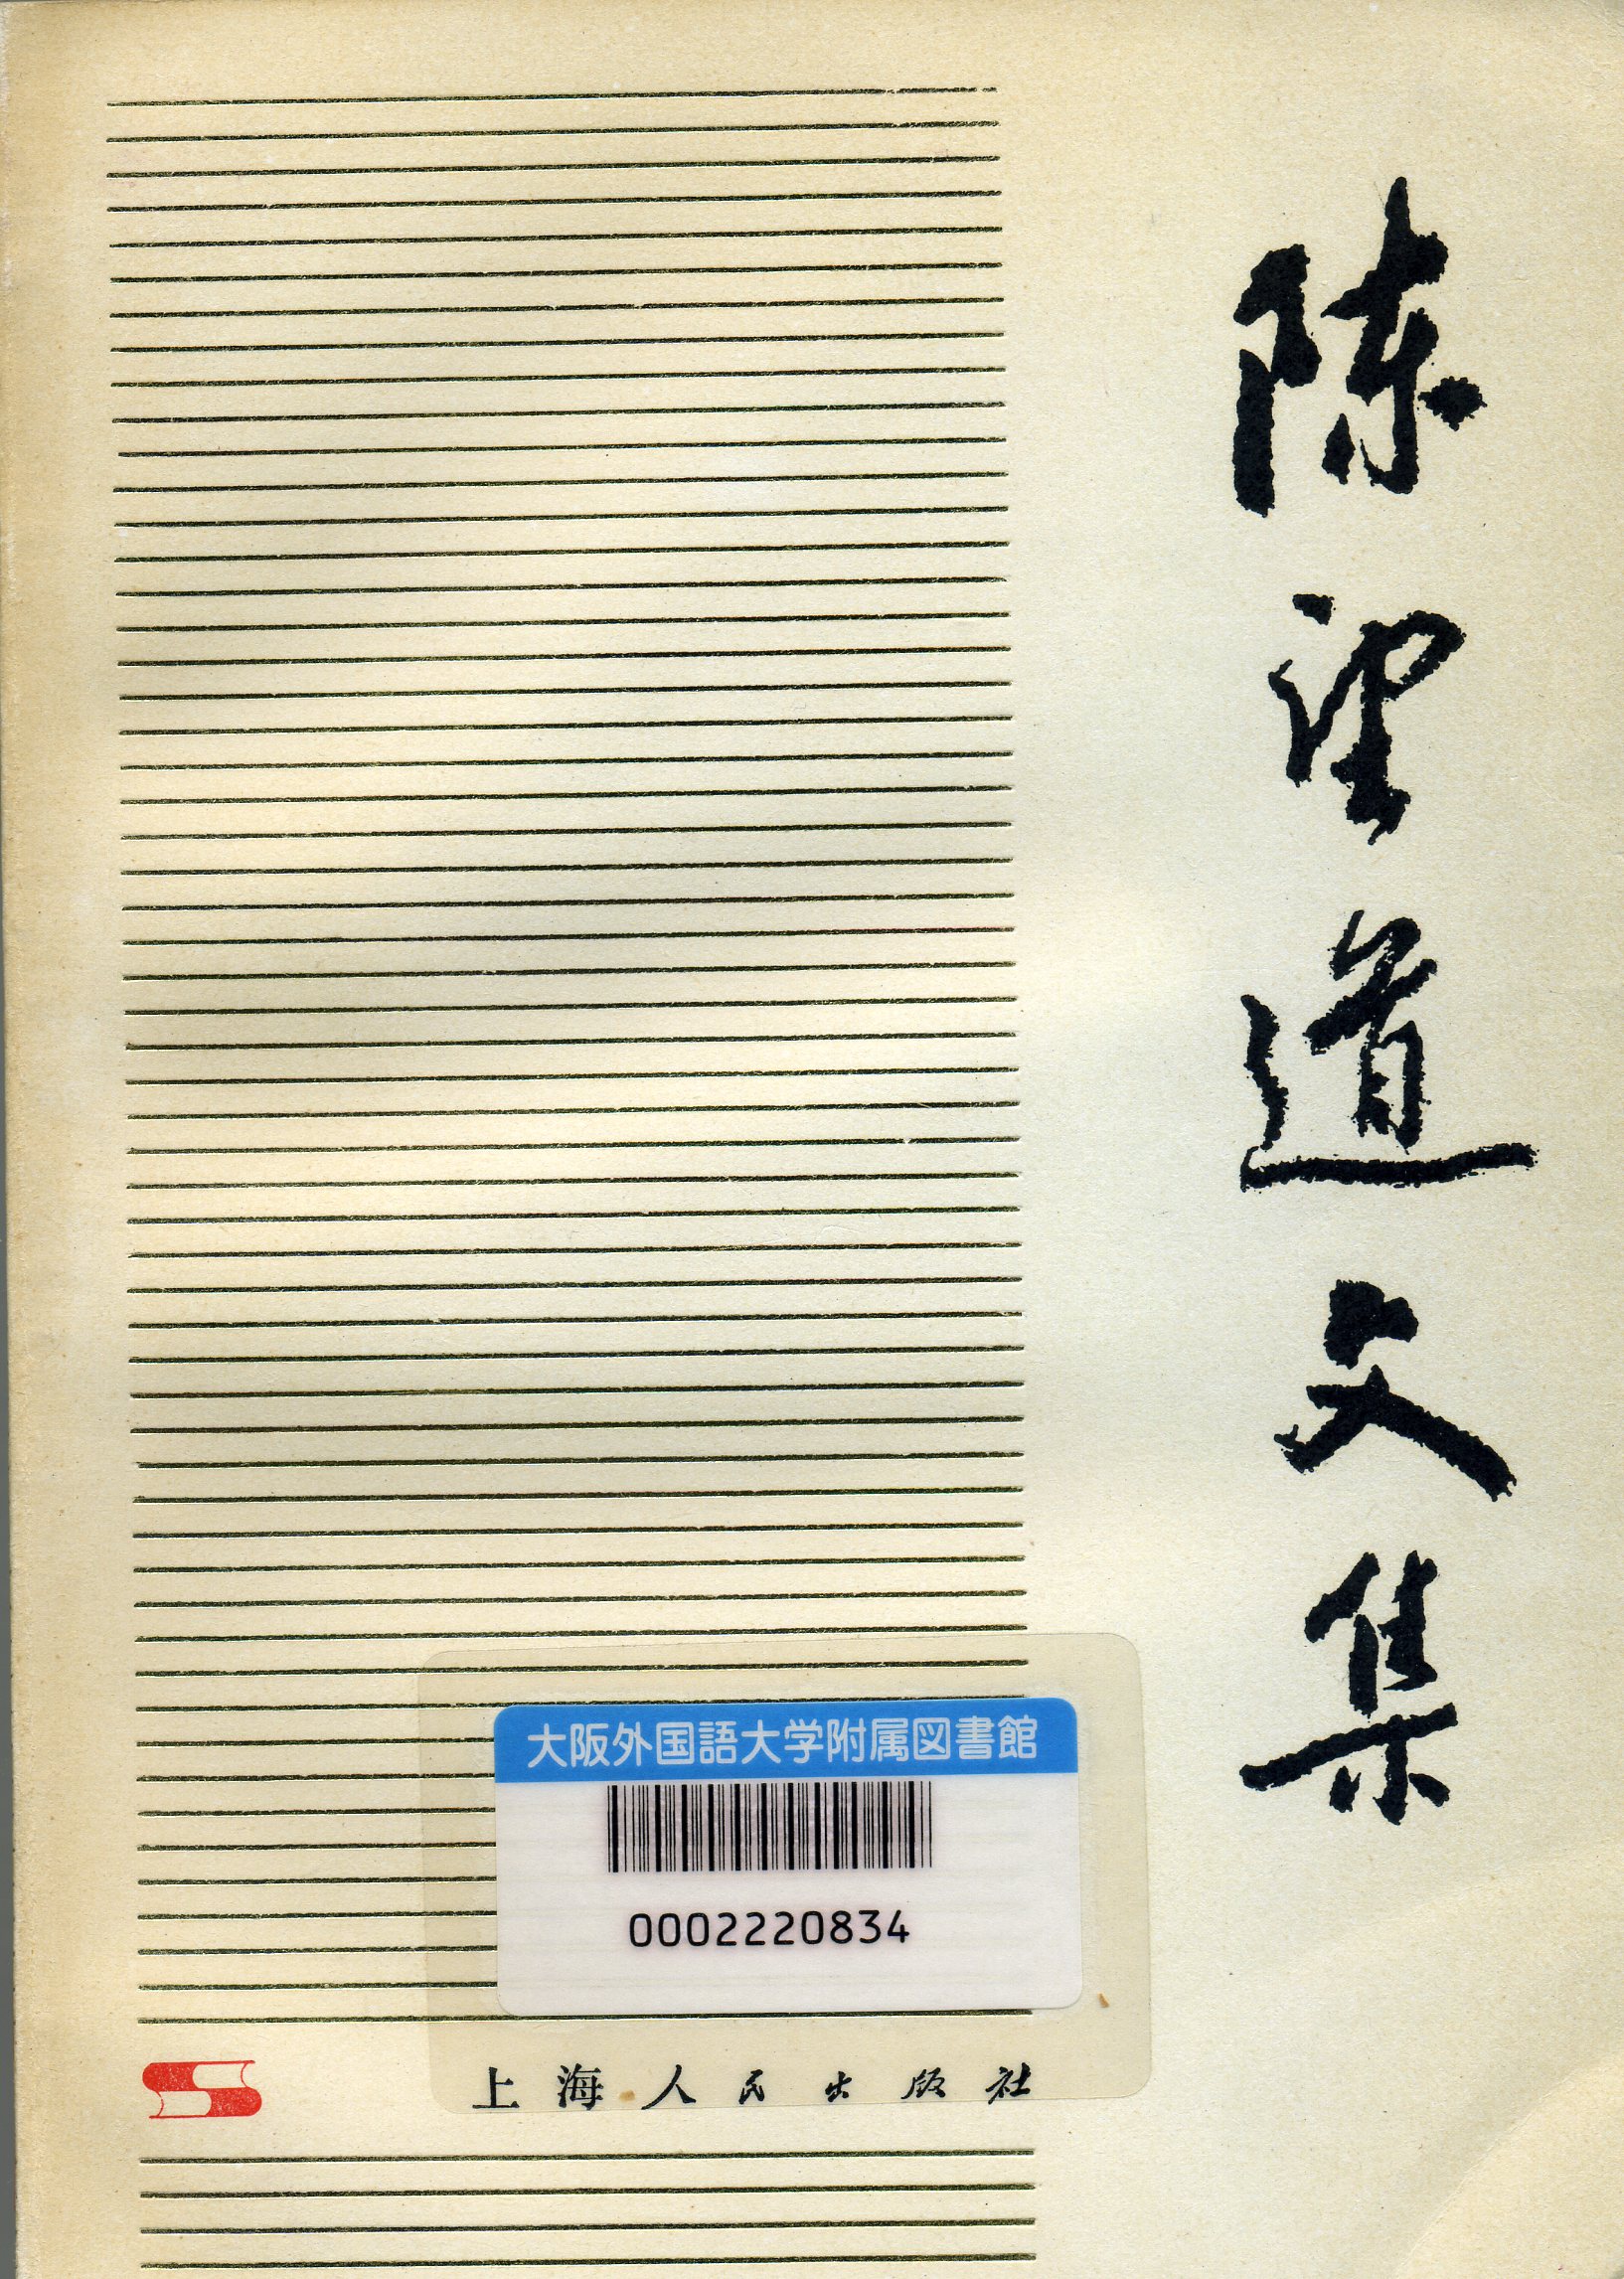 陈望道文集
大阪外国語大学附属図書館
0002220834
上海人民出版社